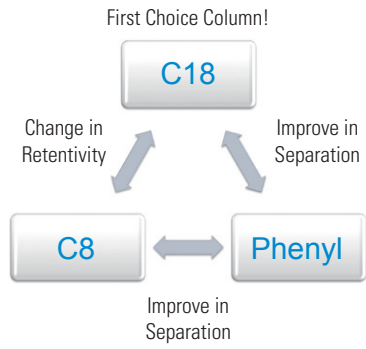 First Choice Column!
C18
Change in
Retentivity
Improve in
Separation
C8
Phenyl
Improve in
Separation